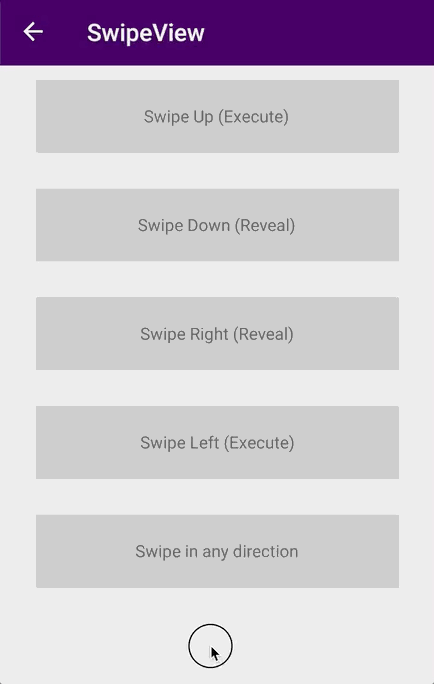 SwipeView
Swipe Up (Execute)
Swipe Down (Reveal)
Swipe Right (Reveal)
Swipe Left (Execute)
Swipe in any direction